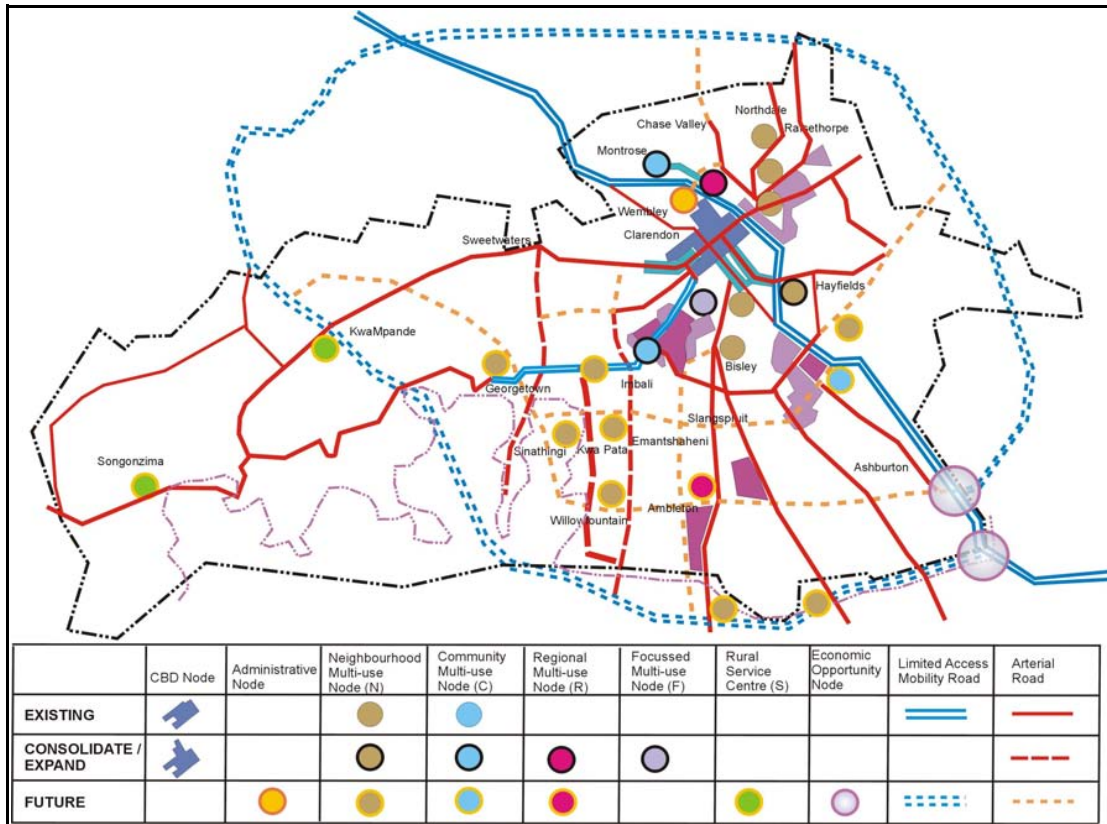 Northdale
Chase Valley
Raisethorpe
Montrose
Wembley
Clarendon
Sweetwaters
Hayfields
KwaMpande
Bisley
Georgetown
Imbali
Slangspruit
Sinathingi
Kwa Pata
Emantshaheni
Songonzima
Ashburton
Willowfountain
Ambleton
CBD Node
Administrative
Node
Neighbourhood
Multi-use
Node (N)
Community
Multi-use
Node (C)
Regional
Multi-use
Node (R)
Focussed
Multi-use
Node (F)
Rural
Service
Centre (S)
Economic
Opportunity
Node
Limited Access
Mobility Road
Arterial
Road
EXISTING
CONSOLIDATE /
EXPAND
FUTURE